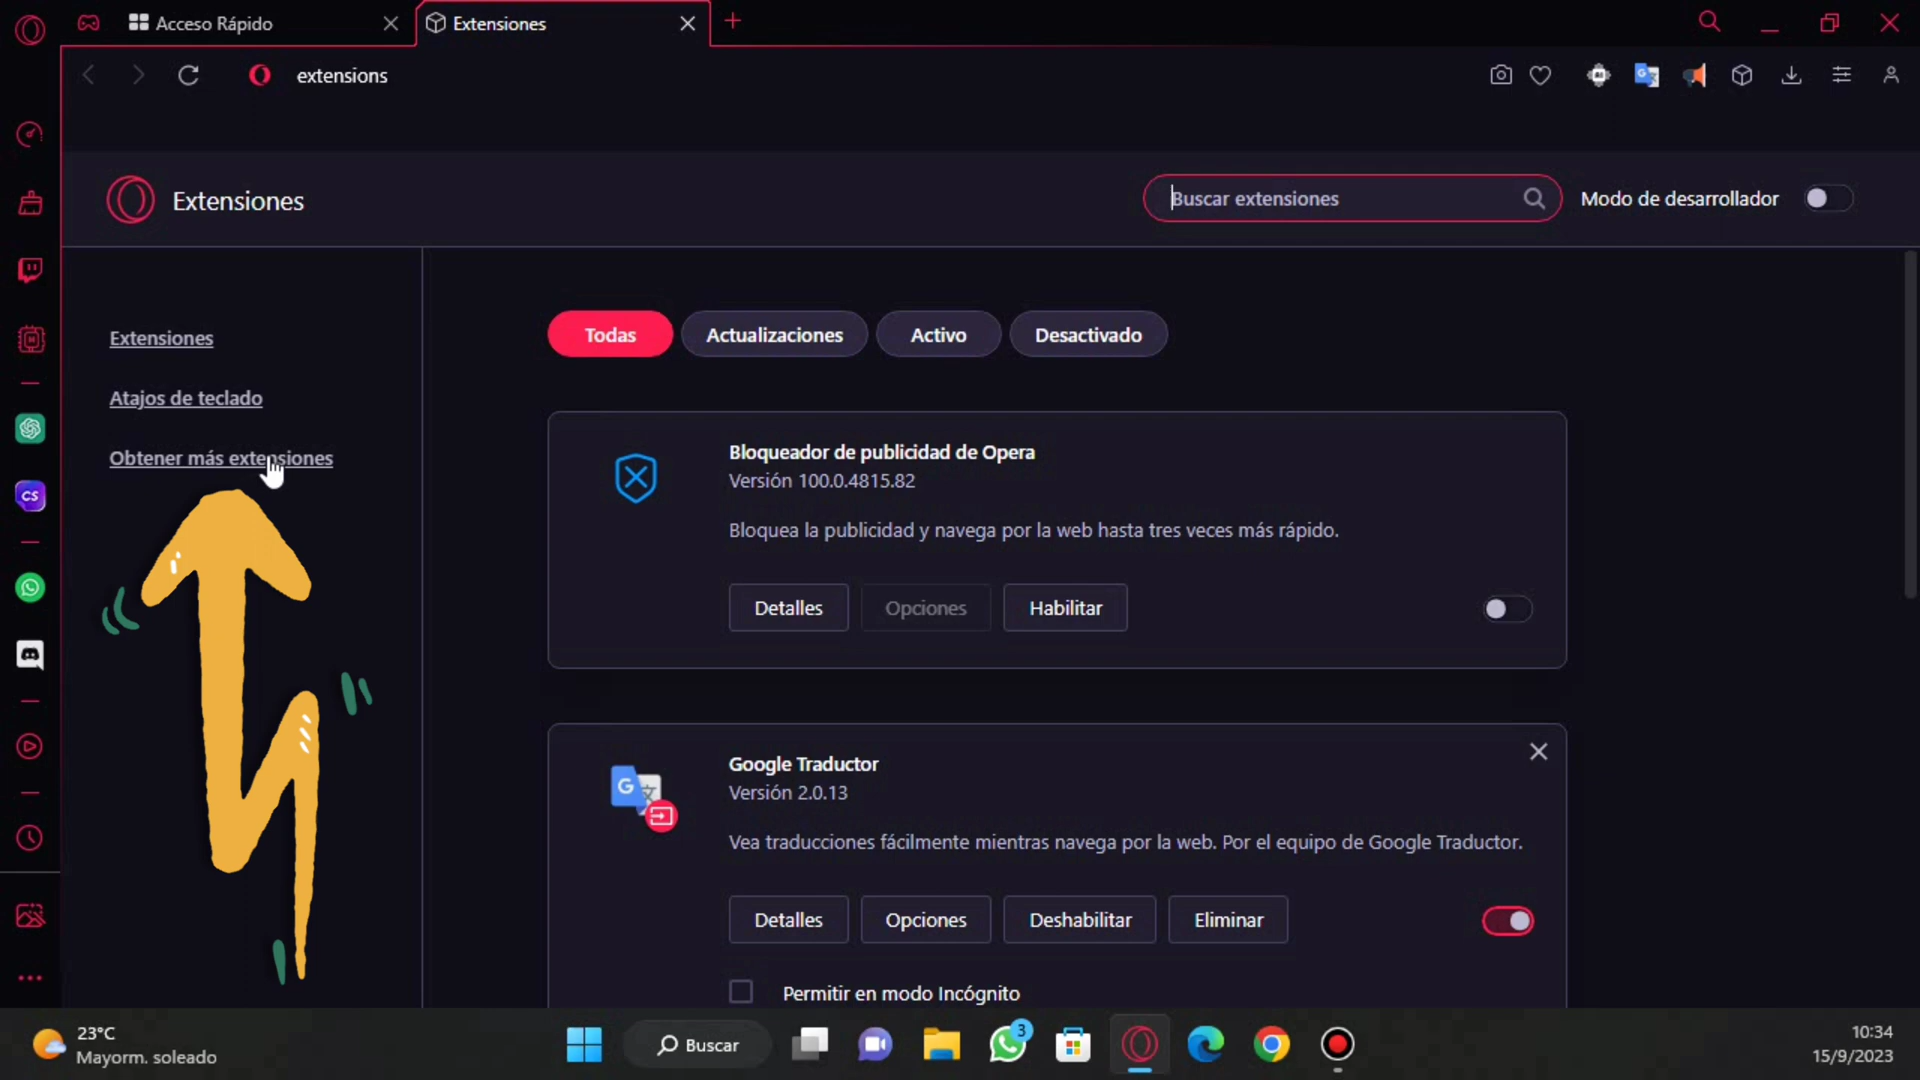 Acceso Rápido
Extensiones
extensions
Extensiones
Buscar extensiones
Modo de desarrollador
Extensiones
Atajos de teclado
Obtener más extensiones
Todas
Actualizaciones
Activo
Desactivado
Bloqueador de publicidad de Opera
Versión 100.0.4815.82
Bloquea la publicidad y navega por la web hasta tres veces más rápido.
Detalles
Opciones
Habilitar
Google Traductor
Versión 2.0.13
Vea traducciones fácilmente mientras navega por la web. Por el equipo de Google Traductor.
Detalles
Opciones
Deshabilitar
Eliminar
Permitir en modo Incógnito
CS
23°C
Mayorm. soleado
Buscar
3
10:34
15/9/2023